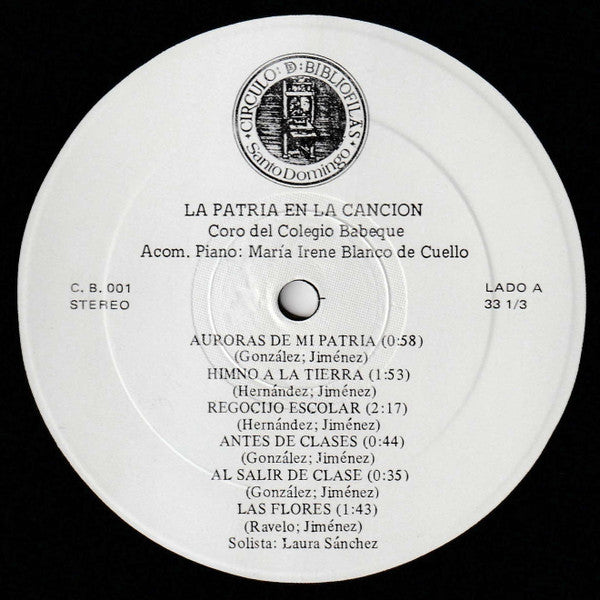 CIRCULO: D: BIBLIOFILAS
Santo Domingo
LA PATRIA EN LA CANCION
Coro del Colegio Babeque
Acom. Piano: María Irene Blanco de Cuello
C. B. 001
STEREO
LADO A
33 1/3
AURORAS DE MI PATRIA (0:58)
(González; Jiménez)
HIMNO A LA TIERRA (1:53)
(Hernández; Jiménez)
REGOCIJO ESCOLAR (2:17)
(Hernández; Jiménez)
ANTES DE CLASES (0:44)
(González; Jiménez)
AL SALIR DE CLASE (0:35)
(González; Jiménez)
LAS FLORES (1:43)
(Ravelo; Jiménez)
Solista: Laura Sánchez